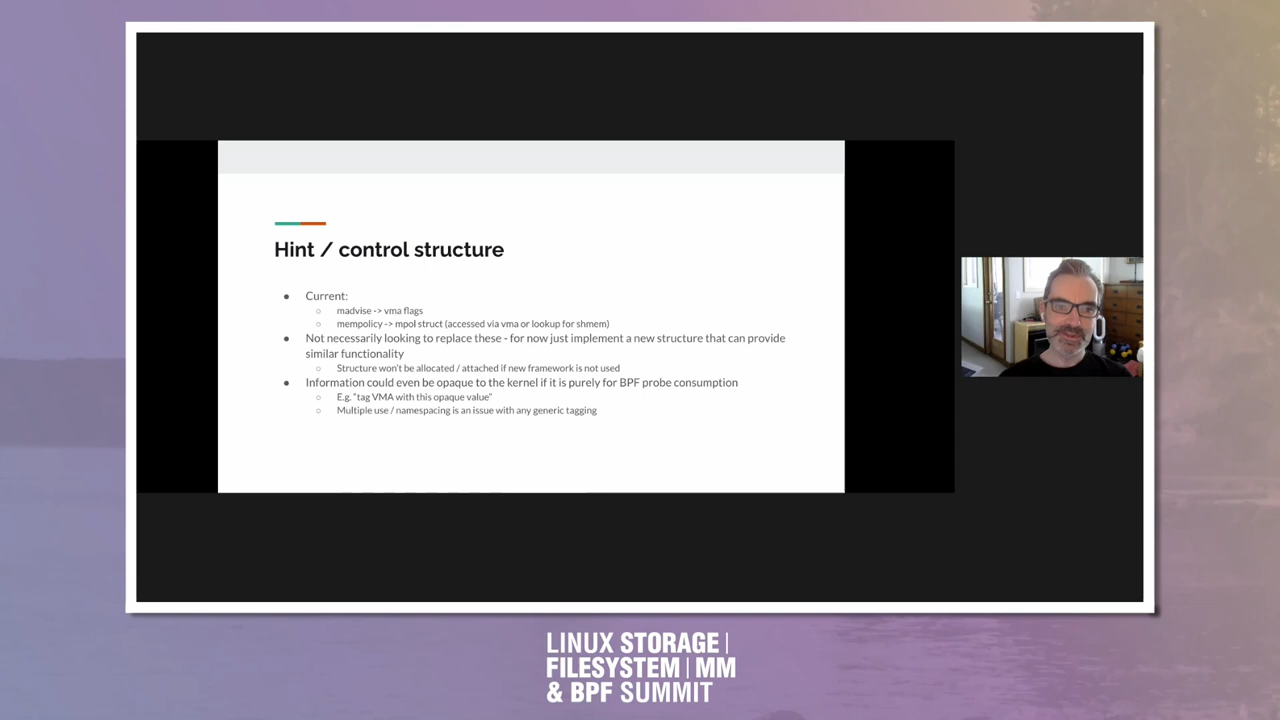 Hint / control structure
● Current:
○ madvise -> vma flags
○ mempolicy -> mpol struct (accessed via vma or lookup for shmem)
● Not necessarily looking to replace these - for now just implement a new structure that can provide
similar functionality
○ Structure won't be allocated / attached if new framework is not used
● Information could even be opaque to the kernel if it is purely for BPF probe consumption
○ E.g. "tag VMA with this opaque value"
○ Multiple use / namespacing is an issue with any generic tagging
LINUX STORAGE |
FILESYSTEM | MM
& BPF SUMMIT